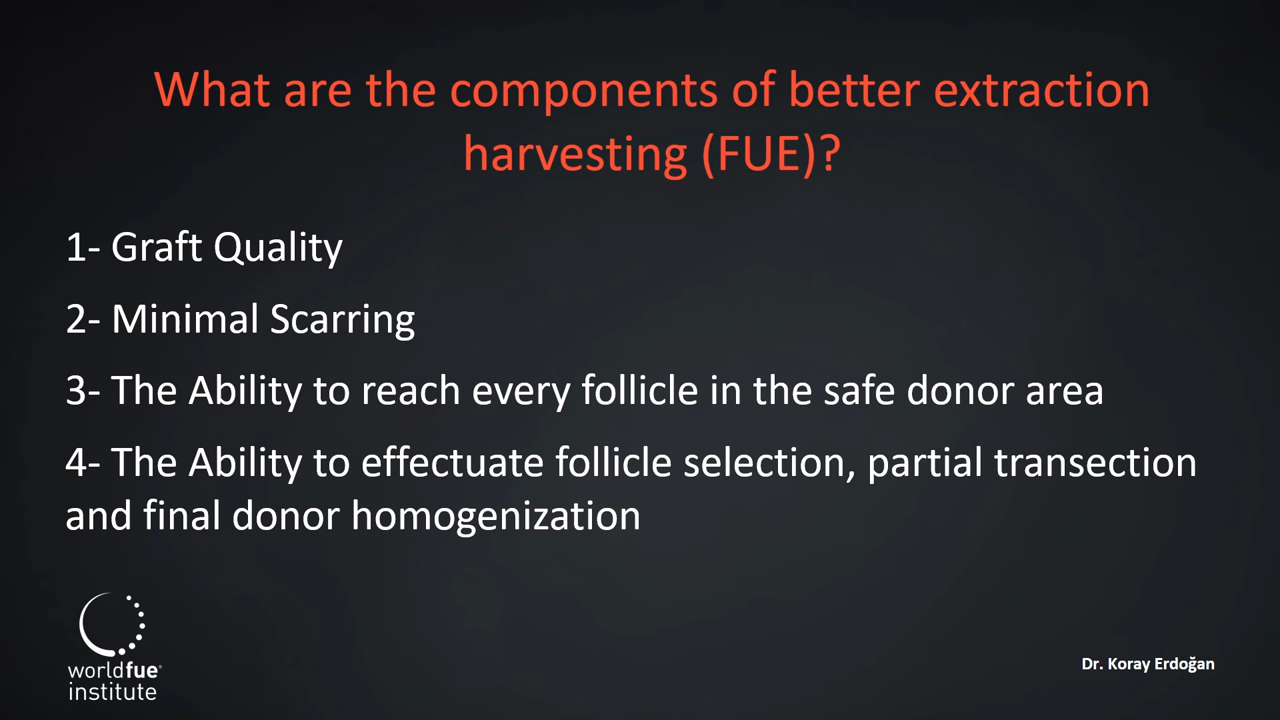 What are the components of better extraction
harvesting (FUE)?
1- Graft Quality
2- Minimal Scarring
3- The Ability to reach every follicle in the safe donor area
4- The Ability to effectuate follicle selection, partial transection
and final donor homogenization
worldfue®
institute
Dr. Koray Erdoğan